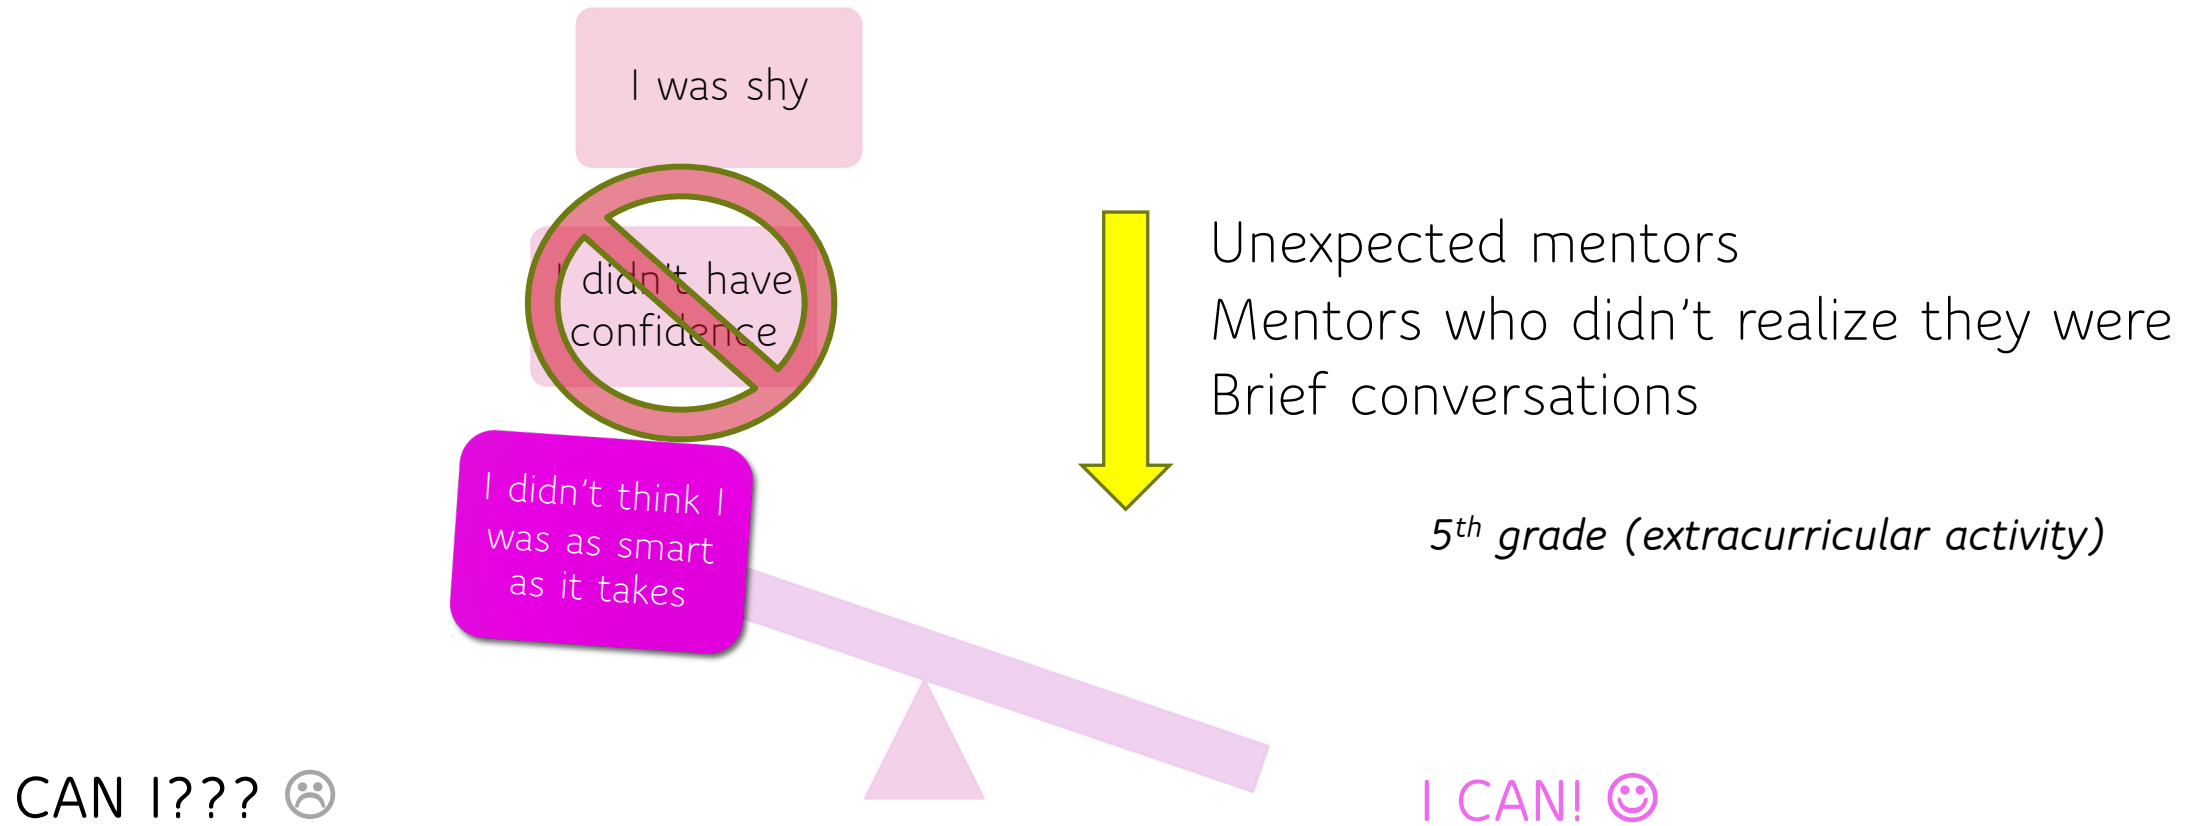 I was shy
I didn't have
confidence
I didn't think I
was as smart
as it takes
Unexpected mentors
Mentors who didn't realize they were
Brief conversations
5th grade (extracurricular activity)
CAN I??? ☹
I CAN! ☺